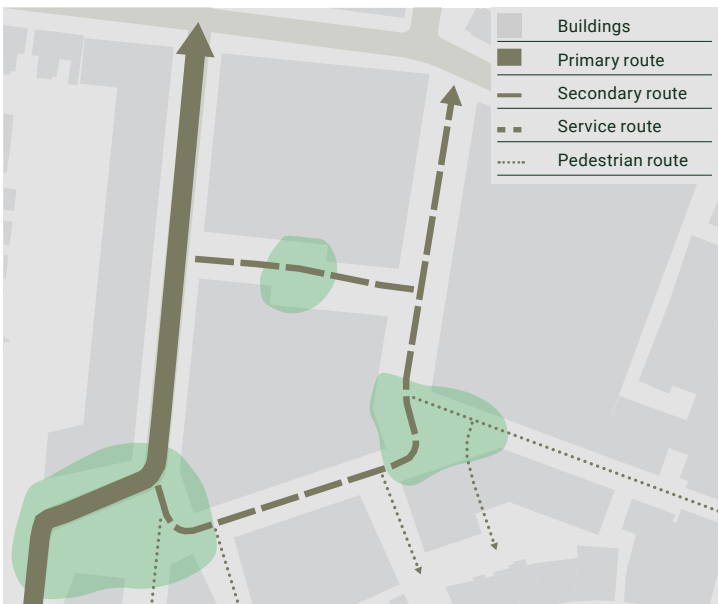 Buildings
Primary route
Secondary route
Service route
Pedestrian route